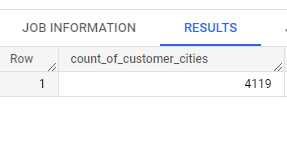 JOB INFORMATION RESULTS
Row count_of_customer_cities
1 4119